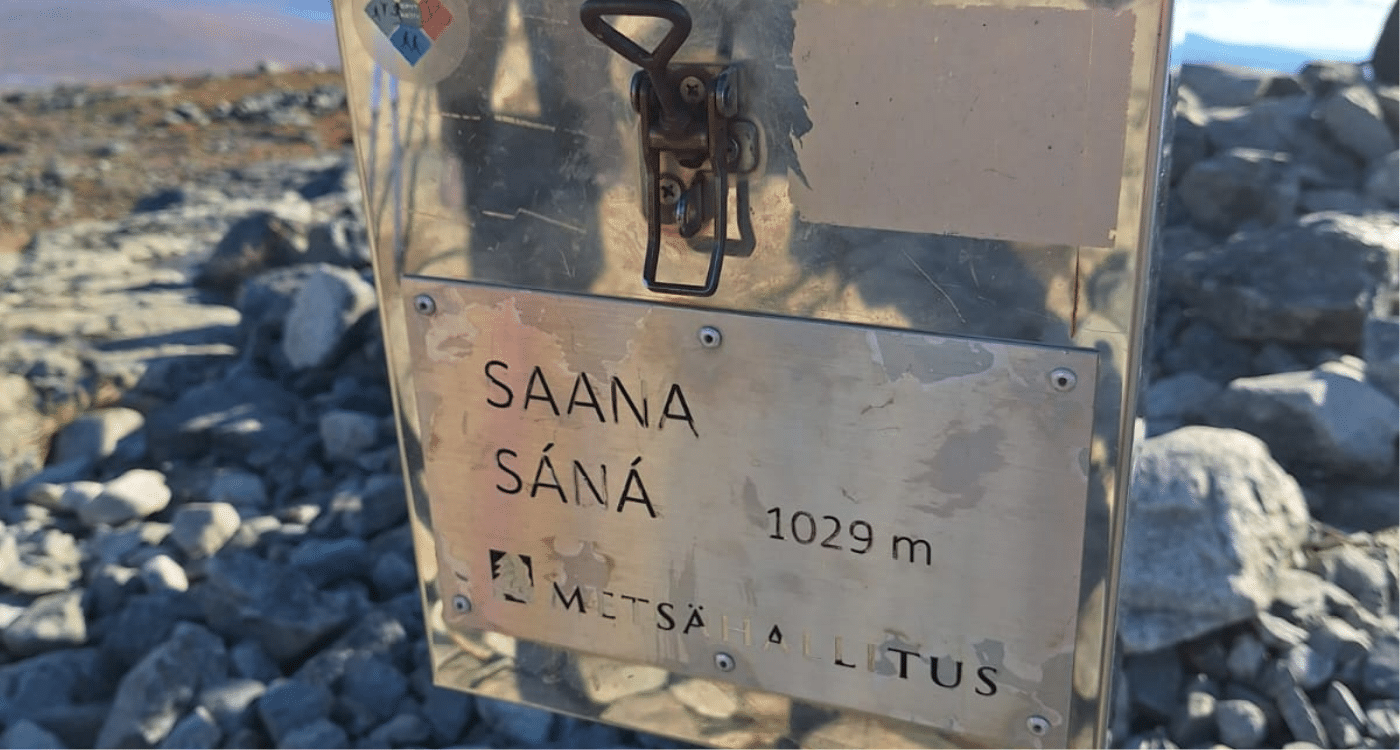 SAANA
SÁNÁ
1029 m
METSÄHALLITUS